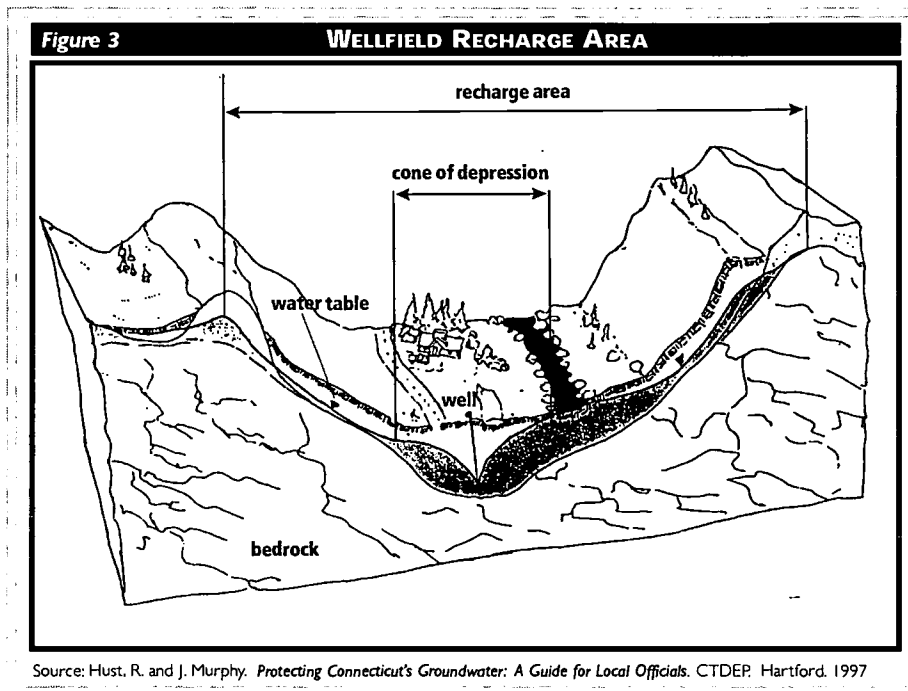 Figure 3 WELLFIELD RECHARGE AREA
recharge area
cone of depression
water table
well
bedrock
Source: Hust, R. and J. Murphy. Protecting Connecticut's Groundwater: A Guide for Local Officials. CTDEP. Hartford. 1997